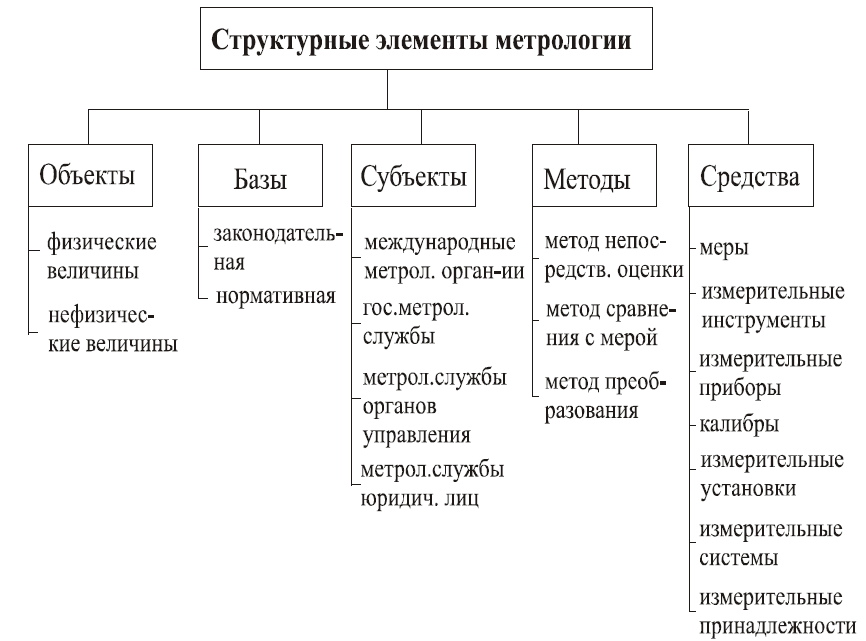 Структурные элементы метрологии
Объекты
физические
величины
нефизичес-
кие величины
Базы
законодатель-
ная
нормативная
Субъекты
международные
метрол. орган-ии
гос.метрол.
службы
метрол.службы
органов
управления
метрол.службы
юридич. лиц
Методы
метод непос-
редств. оценки
метод сравне-
ния с мерой
метод преоб-
разования
Средства
меры
измерительные
инструменты
измерительные
приборы
калибры
измерительные
установки
измерительные
системы
измерительные
принадлежности